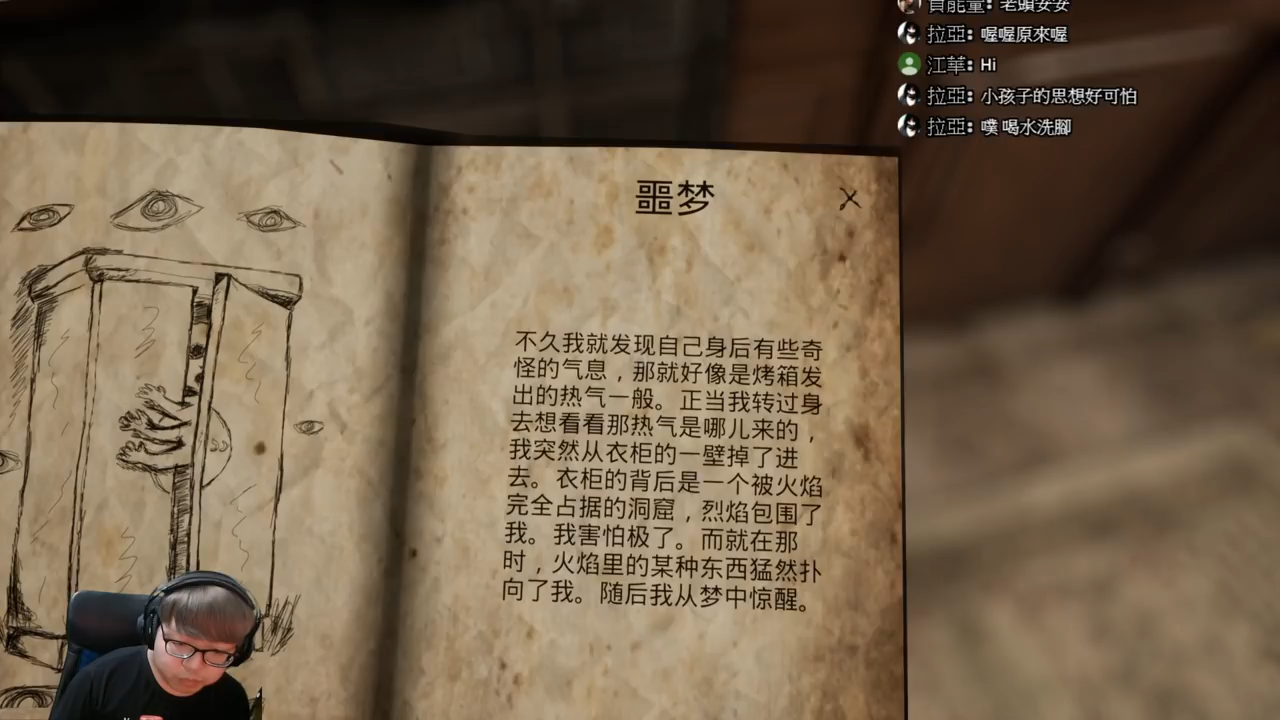 負能量: 老頭安安
拉亞: 喔喔原來喔
江華: Hi
拉亞: 小孩子的思想好可怕
拉亞: 噗 喝水洗腳
噩梦
不久我就发现自己身后有些奇
怪的气息，那就好像是烤箱发
出的热气一般。正当我转过身
去想看看那热气是哪儿来的，
我突然从衣柜的一壁掉了进
去。衣柜的背后是一个被火焰
完全占据的洞窟，烈焰包围了
我。我害怕极了。而就在那
时，火焰里的某种东西猛然扑
向了我。随后我从梦中惊醒。